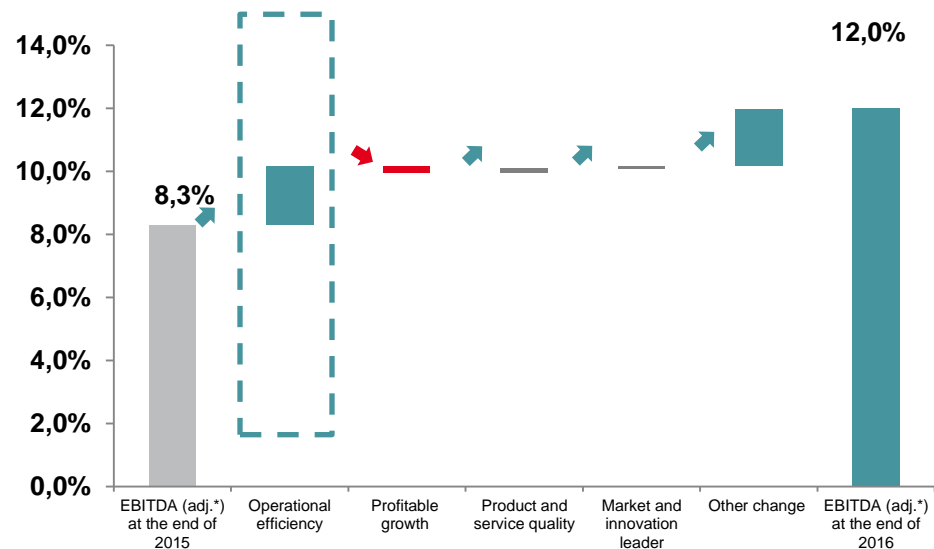 14,0%
12,0%
10,0%
8,0%
6,0%
4,0%
2,0%
0,0%
8,3%
12,0%
EBITDA (adj.*)
at the end of
2015
Operational
efficiency
Profitable
growth
Product and
service quality
Market and
innovation
leader
Other change
EBITDA (adj.*)
at the end of
2016